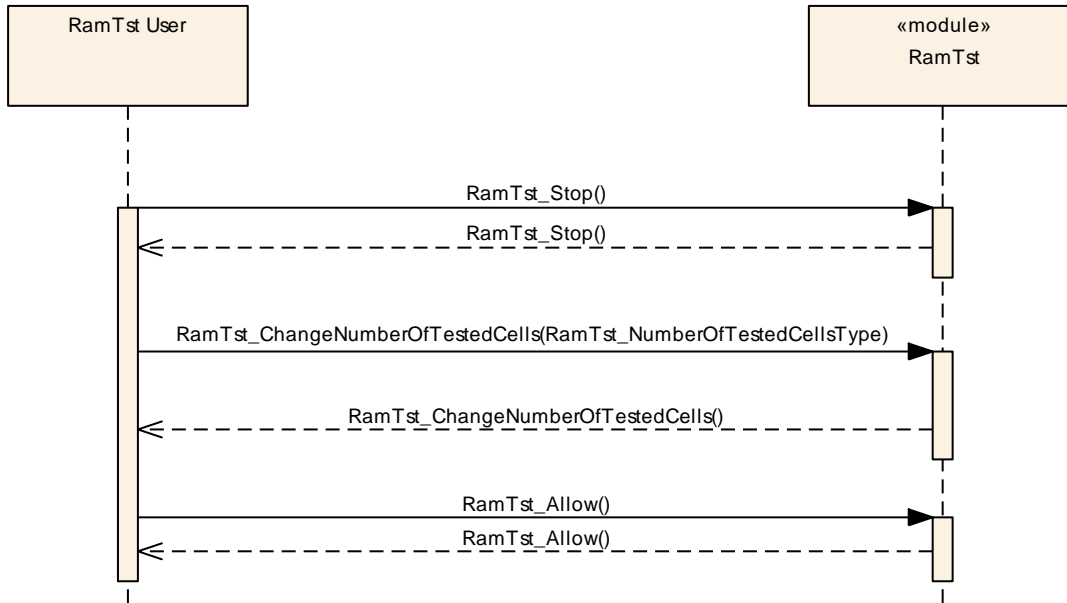 RamTst User
«module»
RamTst
RamTst_Stop()
RamTst_Stop()
RamTst_ChangeNumberOfTestedCells(RamTst_NumberOfTestedCellsType)
RamTst_ChangeNumberOfTestedCells()
RamTst_Allow()
RamTst_Allow()